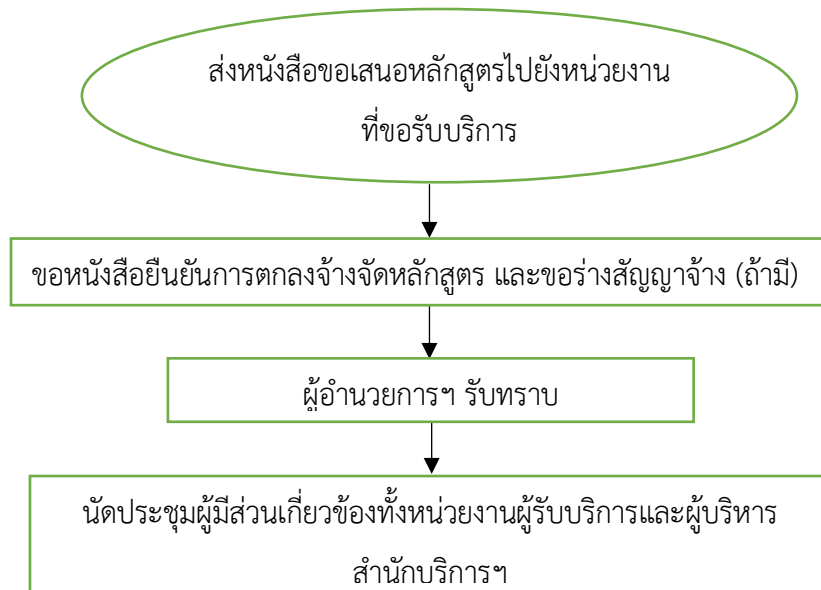 ส่งหนังสือขอเสนอหลักสูตรไปยังหน่วยงาน
ที่ขอรับบริการ
ขอหนังสือยืนยันการตกลงจ้างจัดหลักสูตร และขอร่างสัญญาจ้าง (ถ้ามี)
ผู้อำนวยการฯ รับทราบ
นัดประชุมผู้มีส่วนเกี่ยวข้องทั้งหน่วยงานผู้รับบริการและผู้บริหาร
สำนักบริการฯ